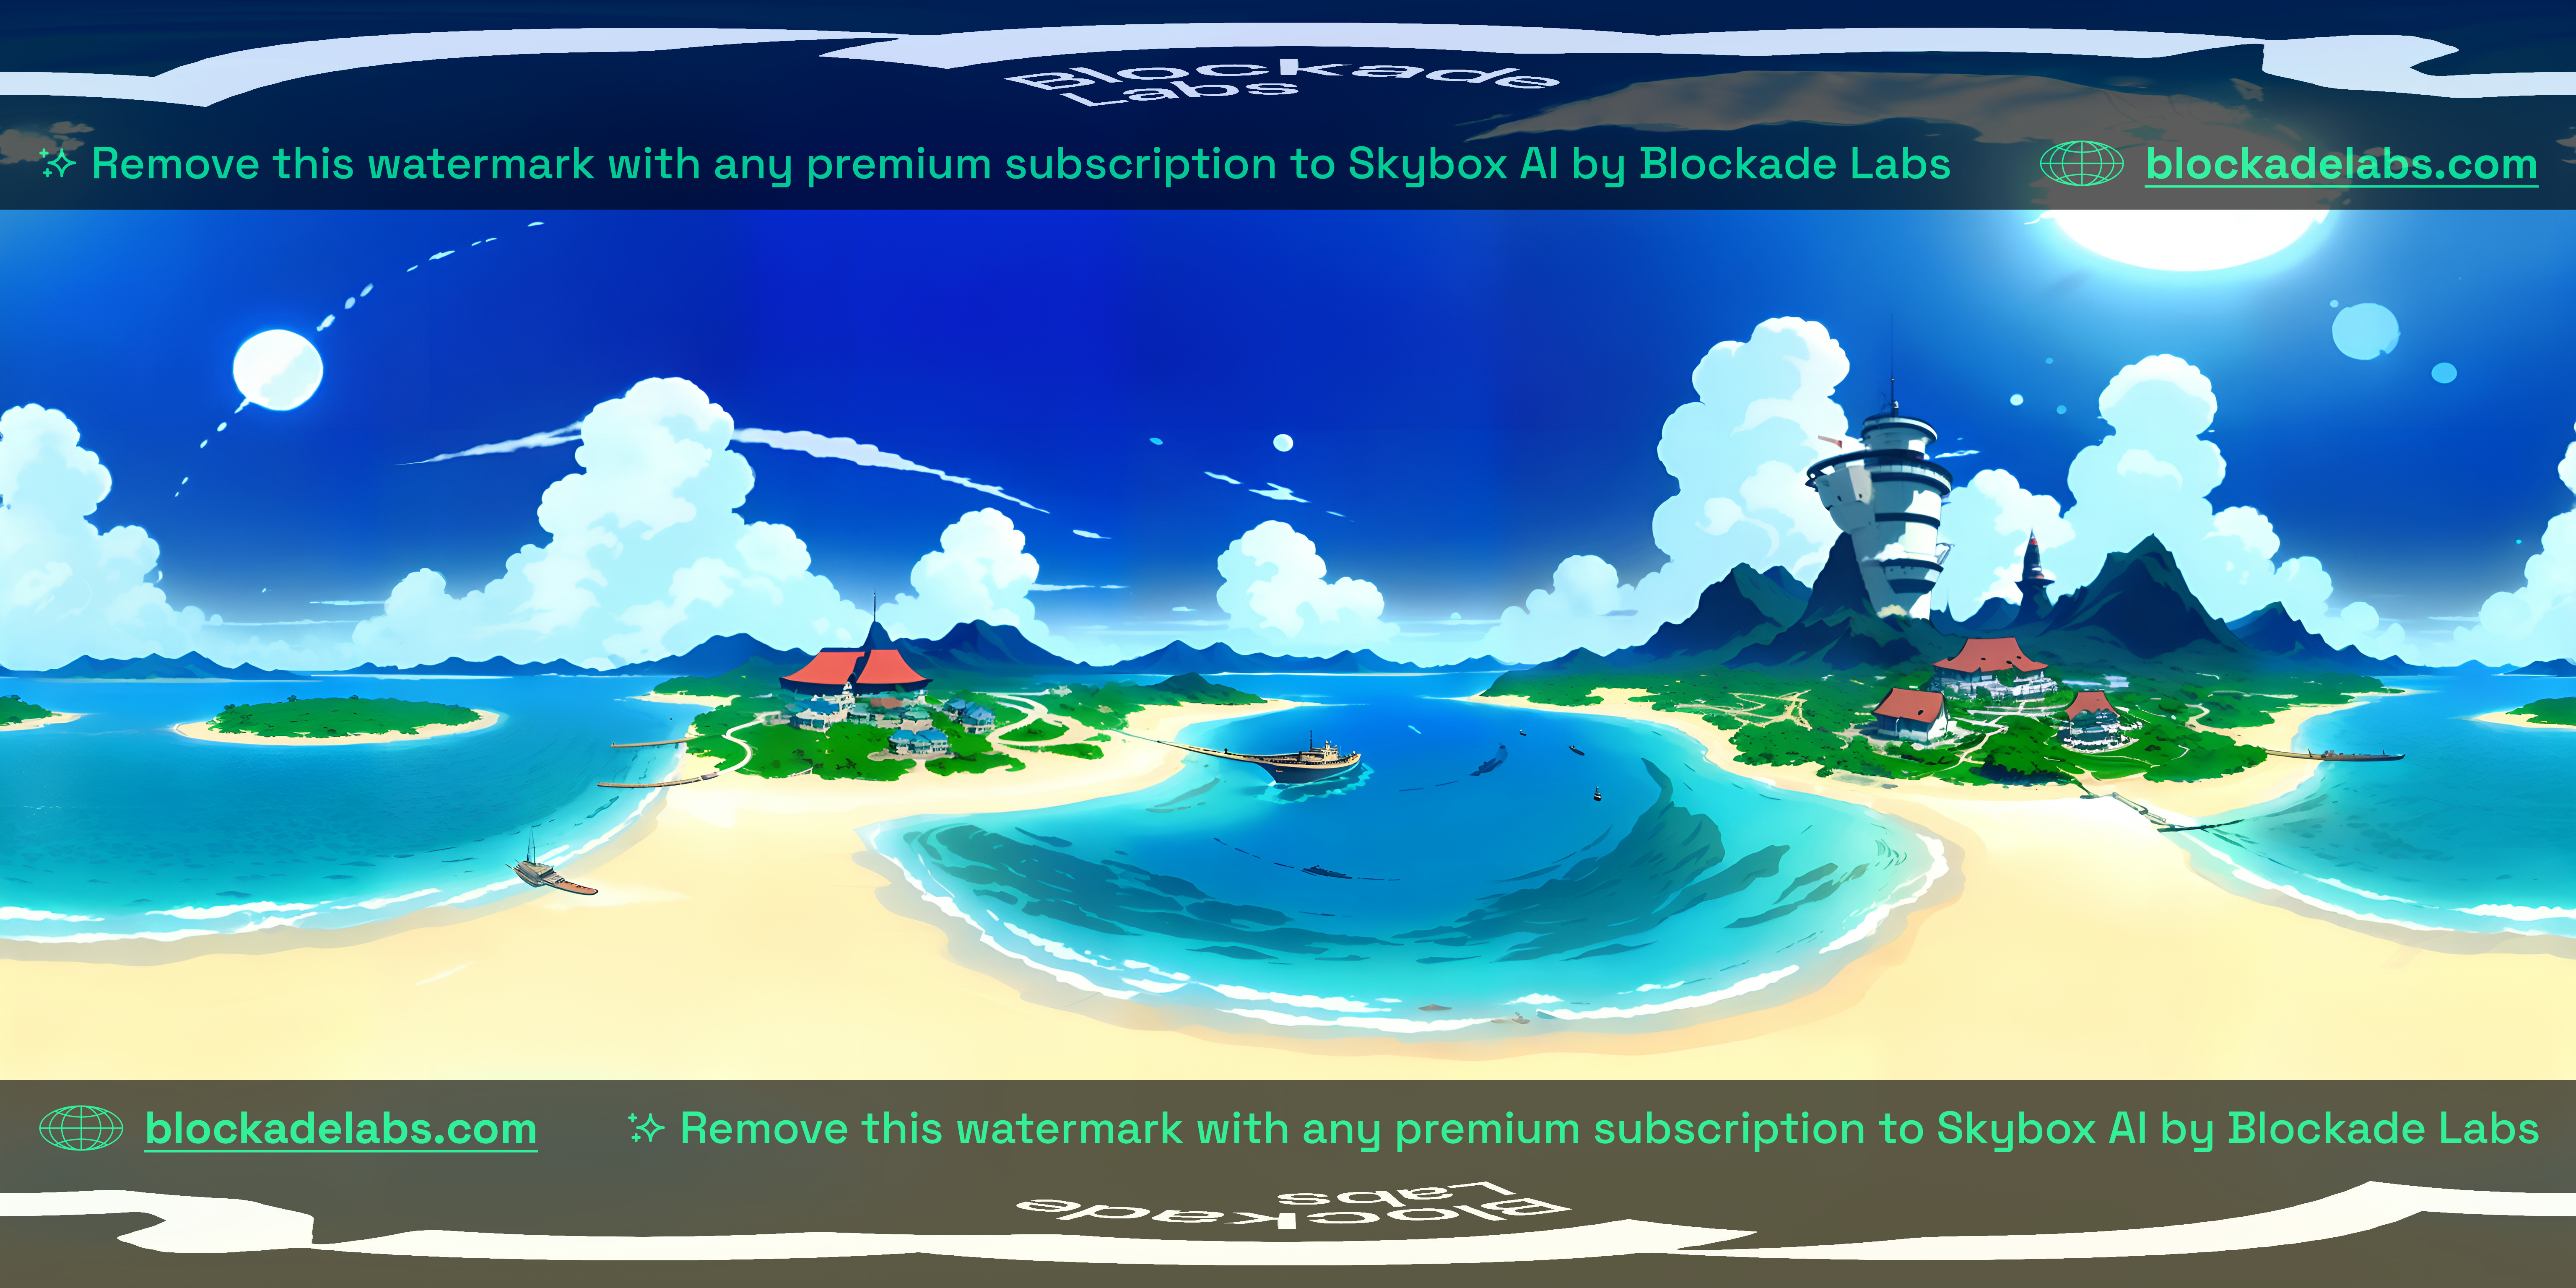 Blockade
Labs
Remove this watermark with any premium subscription to Skybox AI by Blockade Labs
blockadelabs.com
blockadelabs.com
Remove this watermark with any premium subscription to Skybox AI by Blockade Labs
Labs
Blockade